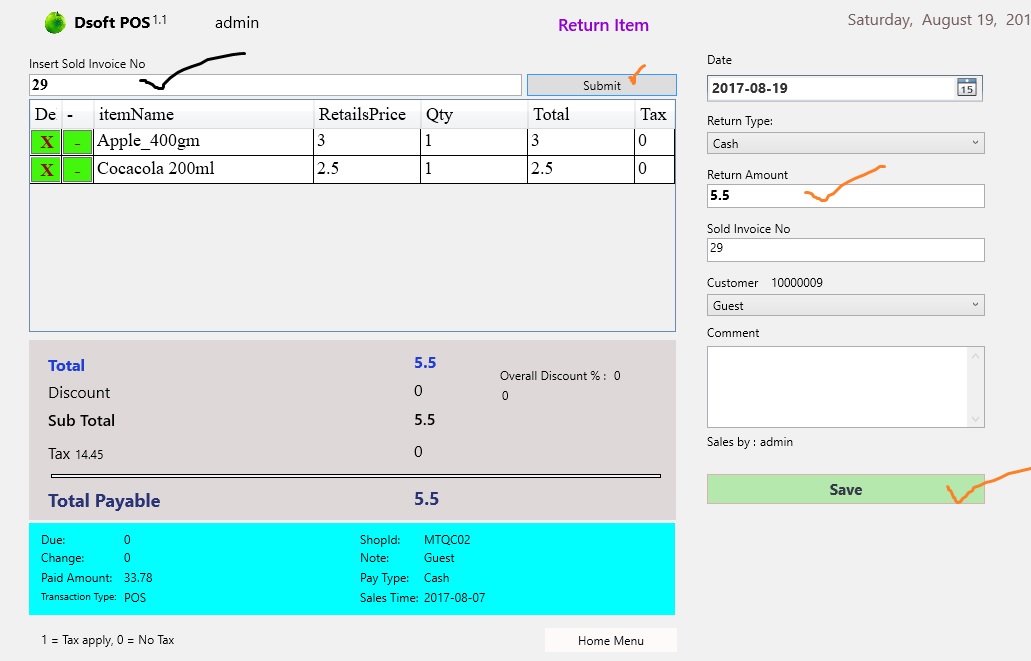 Dsoft POS 1.1 admin Return Item Saturday, August 19, 201
Insert Sold Invoice No
29 Submit
De - itemName RetailsPrice Qty Total Tax
X - Apple_400gm 3 1 3 0
X - Cocacola 200ml 2.5 1 2.5 0
Total 5.5
Discount 0
Overall Discount % : 0
0
Sub Total 5.5
Tax 14.45 0
Total Payable 5.5
Due: 0 ShopId: MTQC02
Change: 0 Note: Guest
Paid Amount: 33.78 Pay Type: Cash
Transaction Type: POS Sales Time: 2017-08-07
1 = Tax apply, 0 = No Tax Home Menu
Date
2017-08-19 15
Return Type:
Cash
Return Amount
5.5
Sold Invoice No
29
Customer 10000009
Guest
Comment
Sales by : admin
Save